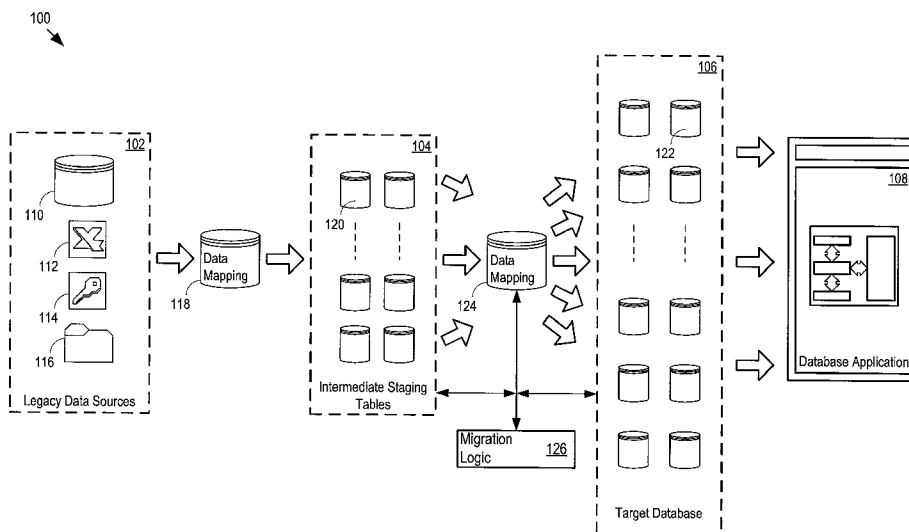 100
102
110
112
114
116
Legacy Data Sources
Data
Mapping
118
104
120
Intermediate Staging
Tables
Data
Mapping
124
Migration
Logic
126
106
122
Target Database
108
Database Application